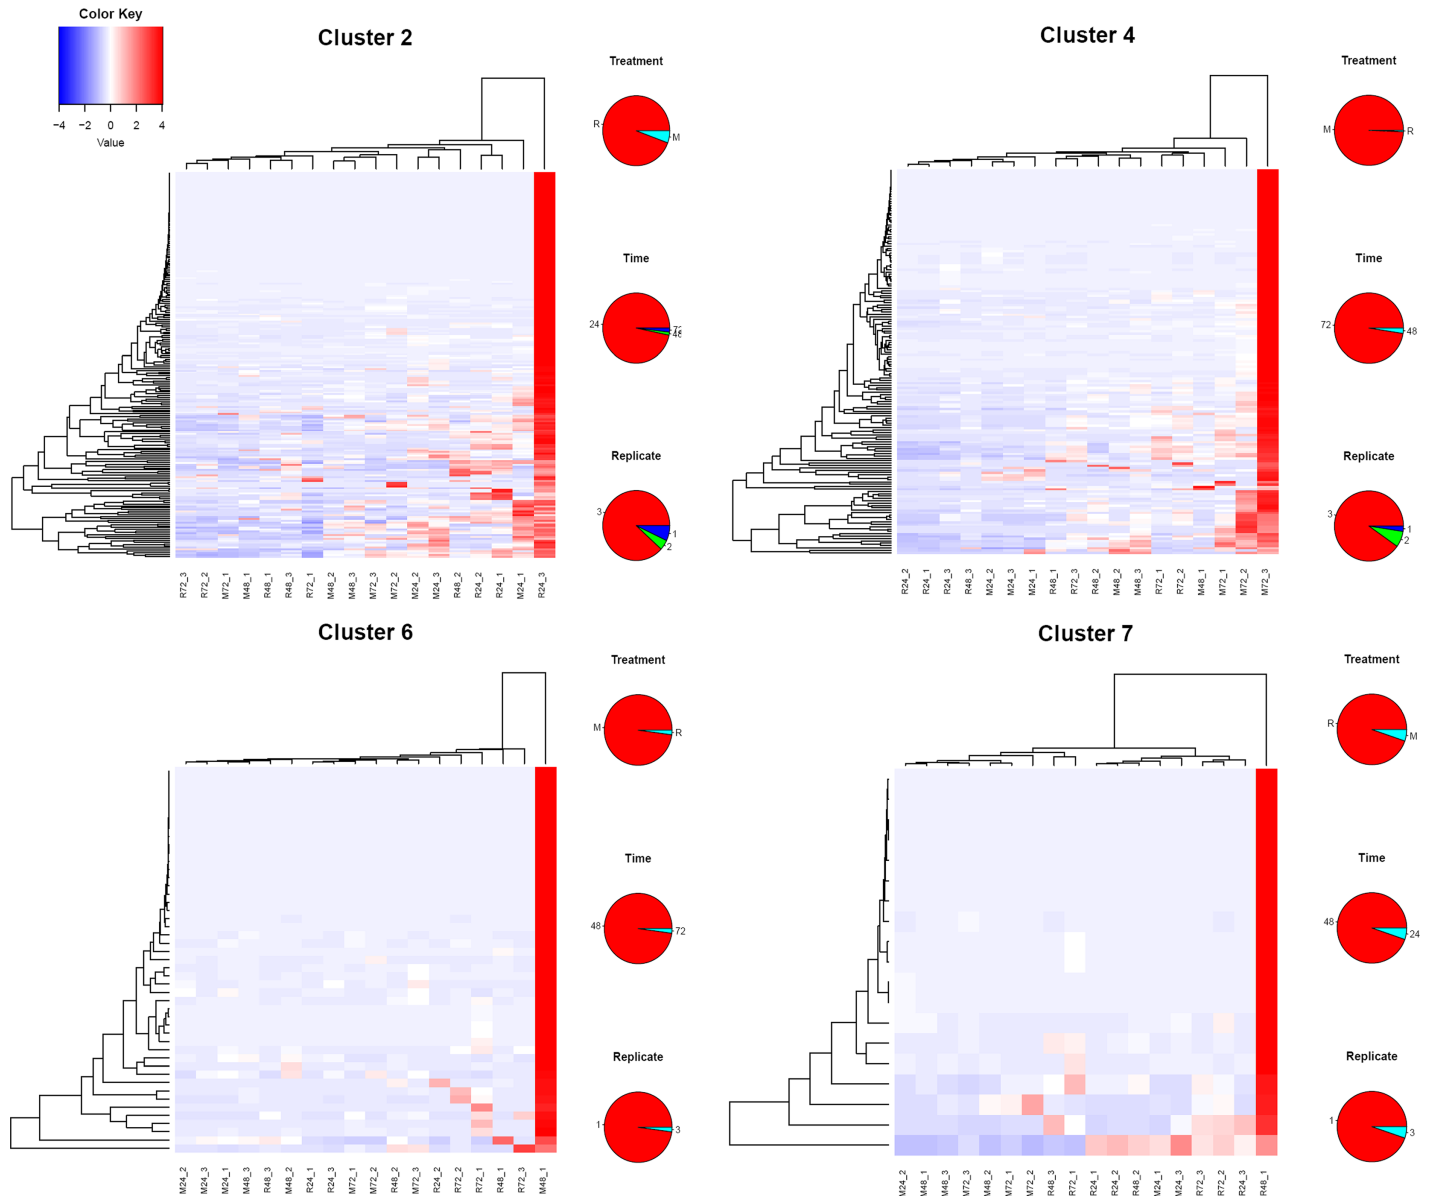 Color Key
−4 −2 0 2 4
Value
Cluster 2
Treatment
R
M
Time
24
72
48
Replicate
3
1
2
R72_3 R72_2 M72_1 M48_1 R48_1 R48_3 R72_1 M48_2 M48_3 M72_3 M72_2 M24_2 M24_3 R48_2 R24_2 R24_1 M24_1 R24_3
Cluster 4
Treatment
M
R
Time
72
48
Replicate
3
1
2
R24_2 R24_1 R24_3 R48_3 M24_2 M24_3 M24_1 R48_1 R72_3 R48_2 M48_2 M48_3 R72_1 R72_2 M48_1 M72_1 M72_2 M72_3
Cluster 6
Treatment
M
R
Time
48
72
Replicate
1
3
M24_2 M24_3 M24_1 M48_3 R48_3 M48_2 R24_1 R24_3 M72_1 M72_2 R48_2 M72_3 R24_2 R72_2 R72_1 R48_1 R72_3 M48_1
Cluster 7
Treatment
R
M
Time
48
24
Replicate
1
3
M24_2 M48_1 M48_3 M72_3 M48_2 M72_1 M72_2 R48_3 R72_1 R24_1 R24_2 R48_2 M24_1 M24_3 R72_3 R72_2 R24_3 R48_1